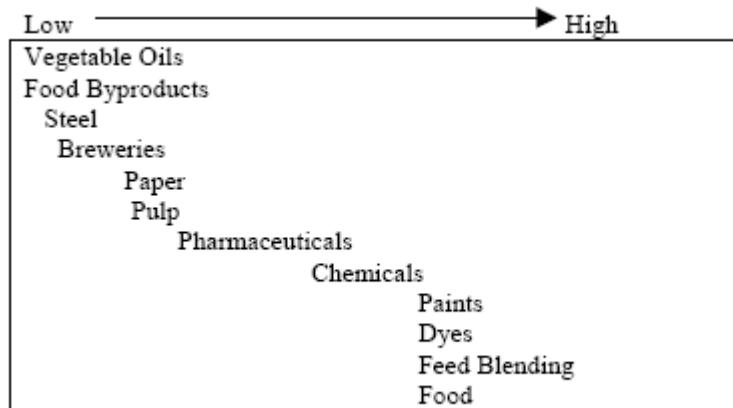 Low High
Vegetable Oils
Food Byproducts
Steel
Breweries
Paper
Pulp
Pharmaceuticals
Chemicals
Paints
Dyes
Feed Blending
Food